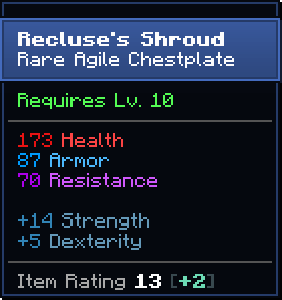 Recluse's Shroud
Rare Agile Chestplate
Requires Lv. 10
173 Health
87 Armor
70 Resistance
+14 Strength
+5 Dexterity
Item Rating 13 [+2]